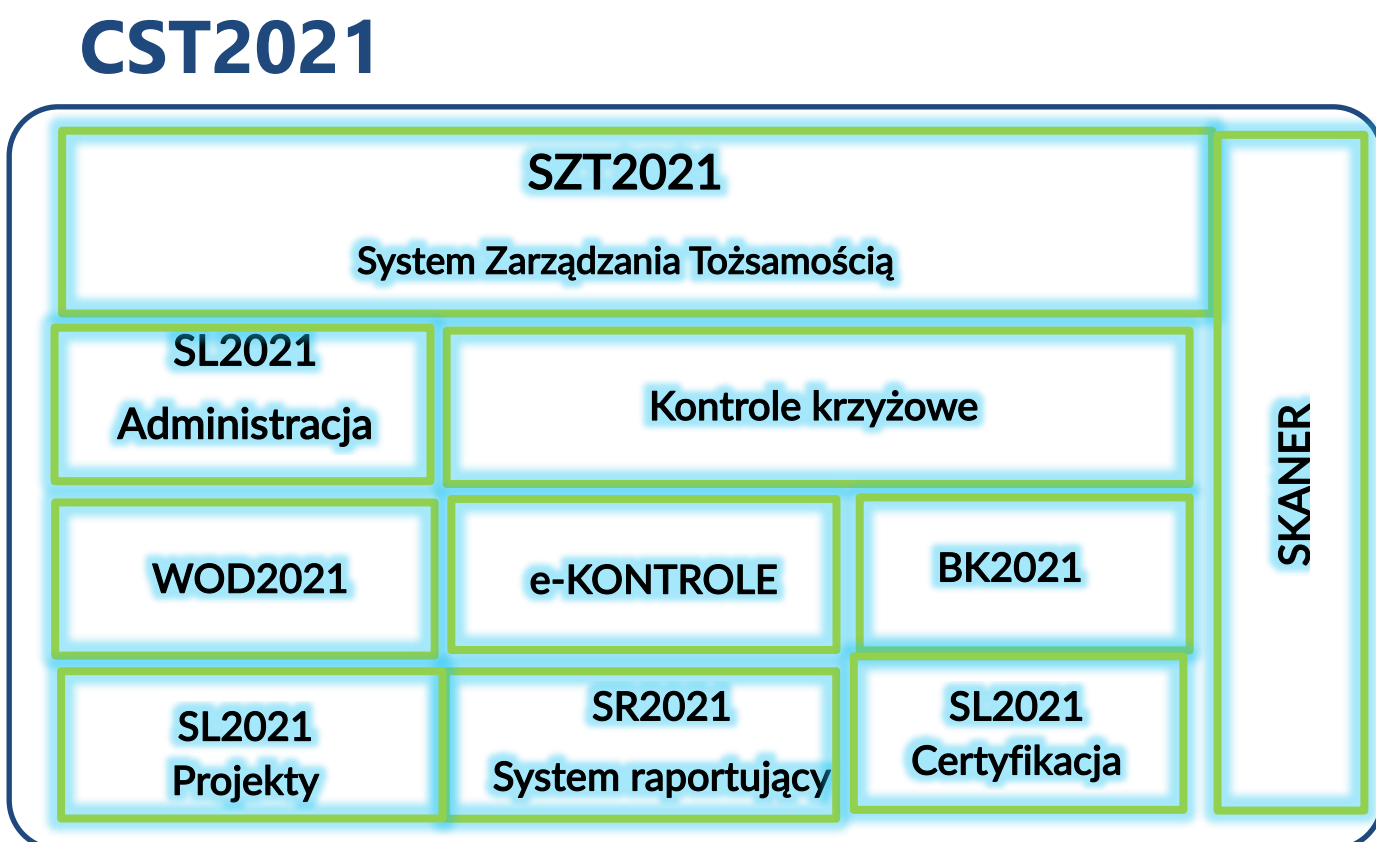 CST2021
SZT2021
System Zarządzania Tożsamością
SL2021
Administracja
Kontrole krzyżowe
WOD2021
e-KONTROLE
BK2021
SL2021
Projekty
SR2021
System raportujący
SL2021
Certyfikacja
SKANER